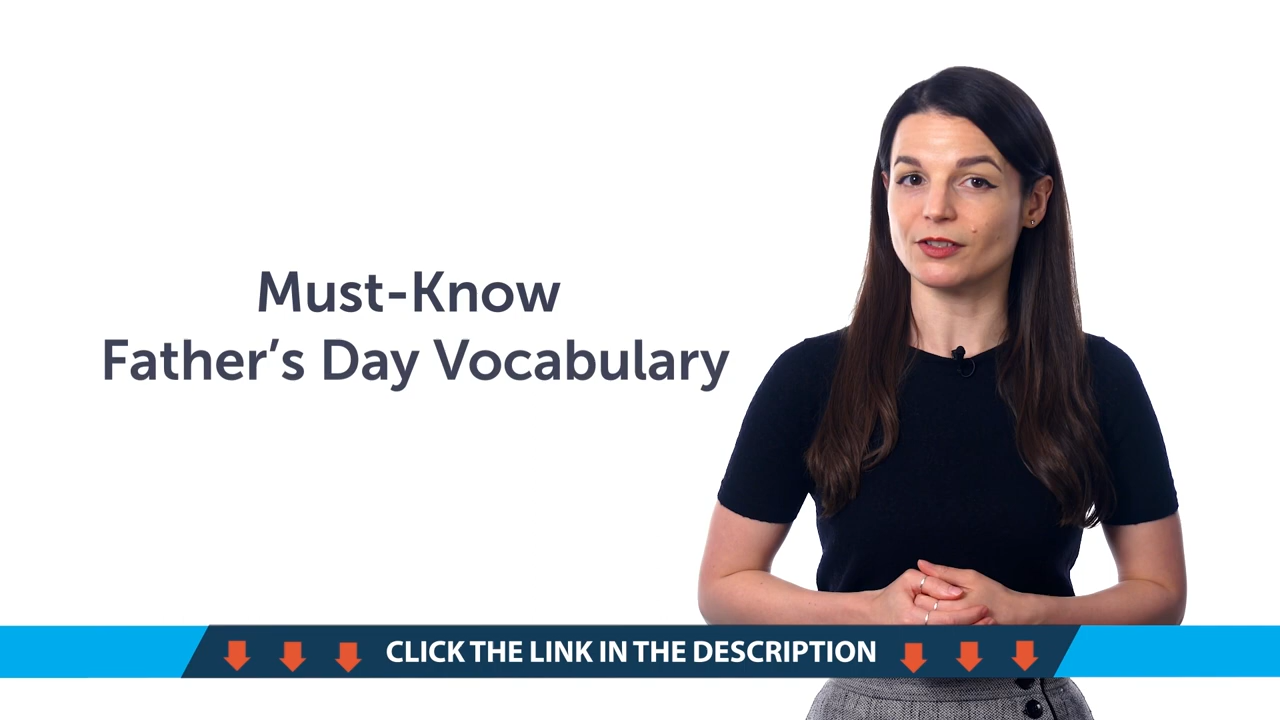 Must-Know
Father’s Day Vocabulary
CLICK THE LINK IN THE DESCRIPTION